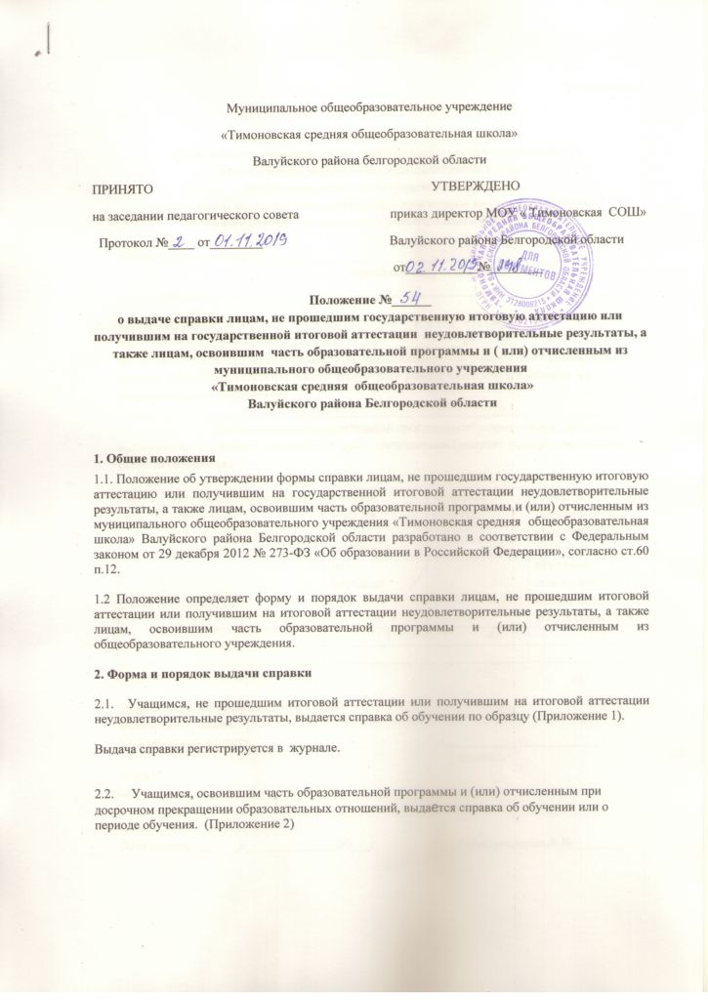 Муниципальное общеобразовательное учреждение
«Тимоновская средняя общеобразовательная школа»
Валуйского района белгородской области
ПРИНЯТО УТВЕРЖДЕНО
на заседании педагогического совета приказ директор МОУ « Тимоновская СОШ»
Протокол № 2 от 01.11.2019 Валуйского района Белгородской области
от 02 11.2019 №
ДЛЯ
ИНН 3126009215
Положение № 54
о выдаче справки лицам, не прошедшим государственную итоговую аттестацию или
получившим на государственной итоговой аттестации неудовлетворительные результаты, а
также лицам, освоившим часть образовательной программы и ( или) отчисленным из
муниципального общеобразовательного учреждения
«Тимоновская средняя общеобразовательная школа»
Валуйского района Белгородской области
1. Общие положения
1.1. Положение об утверждении формы справки лицам, не прошедшим государственную итоговую
аттестацию или получившим на государственной итоговой аттестации неудовлетворительные
результаты, а также лицам, освоившим часть образовательной программы и (или) отчисленным из
муниципального общеобразовательного учреждения «Тимоновская средняя общеобразовательная
школа» Валуйского района Белгородской области разработано в соответствии с Федеральным
законом от 29 декабря 2012 № 273-ФЗ «Об образовании в Российской Федерации», согласно ст.60
п.12.
1.2 Положение определяет форму и порядок выдачи справки лицам, не прошедшим итоговой
аттестации или получившим на итоговой аттестации неудовлетворительные результаты, а также
лицам, освоившим часть образовательной программы и (или) отчисленным из
общеобразовательного учреждения.
2. Форма и порядок выдачи справки
2.1. Учащимся, не прошедшим итоговой аттестации или получившим на итоговой аттестации
неудовлетворительные результаты, выдается справка об обучении по образцу (Приложение 1).
Выдача справки регистрируется в журнале.
2.2. Учащимся, освоившим часть образовательной программы и (или) отчисленным при
досрочном прекращении образовательных отношений, выдается справка об обучении или о
периоде обучения. (Приложение 2)